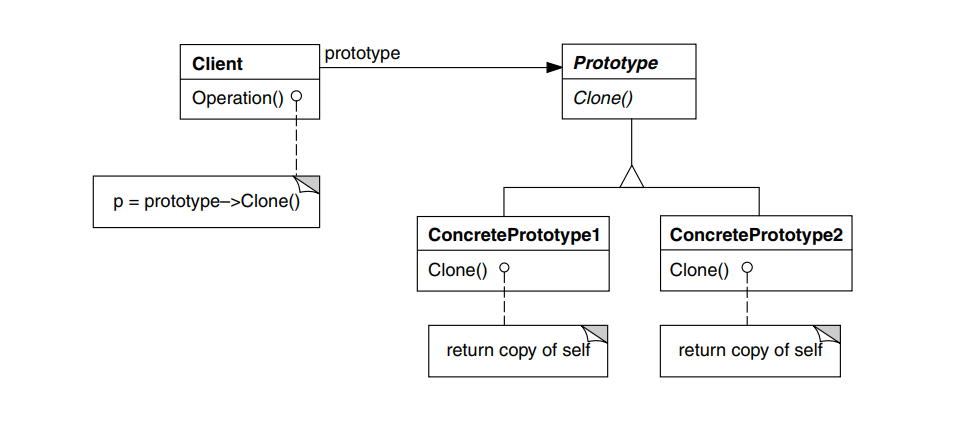 Client
prototype
Prototype
Operation()
Clone()
p = prototype–>Clone()
ConcretePrototype1
ConcretePrototype2
Clone()
Clone()
return copy of self
return copy of self